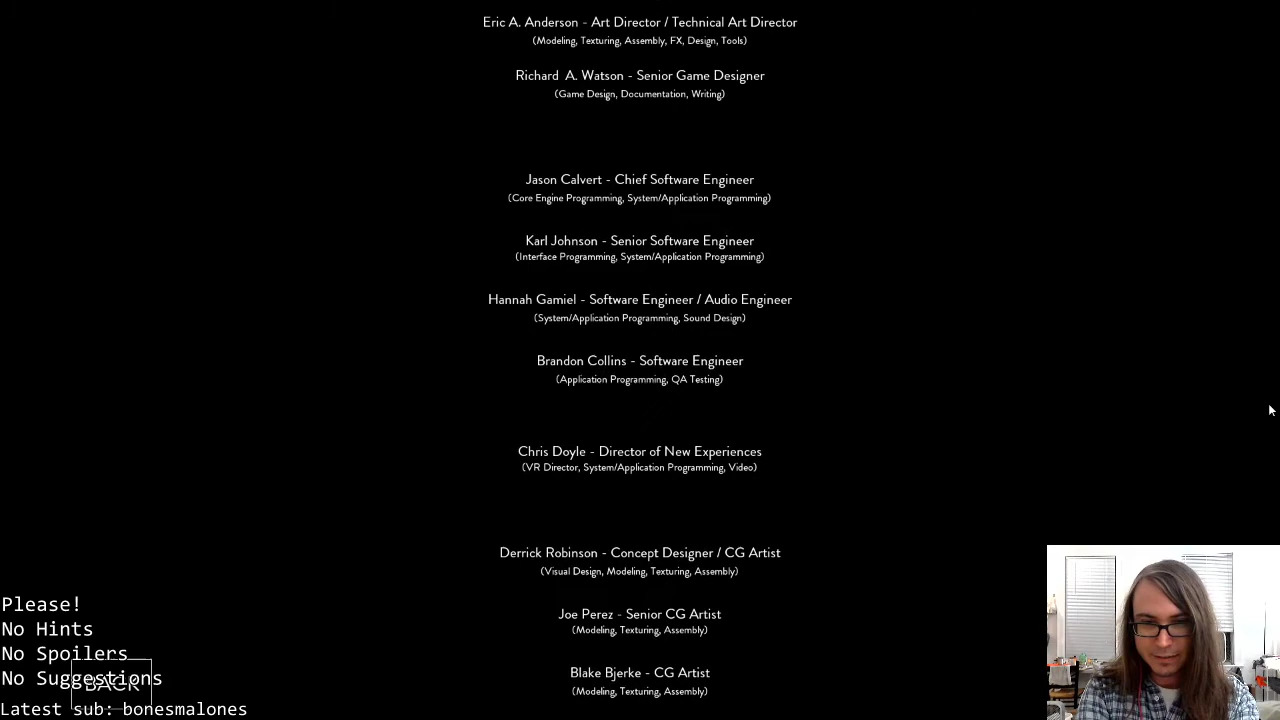 Eric A. Anderson - Art Director / Technical Art Director
(Modeling, Texturing, Assembly, FX, Design, Tools)
Richard A. Watson - Senior Game Designer
(Game Design, Documentation, Writing)
Jason Calvert - Chief Software Engineer
(Core Engine Programming, System/Application Programming)
Karl Johnson - Senior Software Engineer
(Interface Programming, System/Application Programming)
Hannah Gamiel - Software Engineer / Audio Engineer
(System/Application Programming, Sound Design)
Brandon Collins - Software Engineer
(Application Programming, QA Testing)
Chris Doyle - Director of New Experiences
(VR Director, System/Application Programming, Video)
Derrick Robinson - Concept Designer / CG Artist
(Visual Design, Modeling, Texturing, Assembly)
Joe Perez - Senior CG Artist
(Modeling, Texturing, Assembly)
Blake Bjerke - CG Artist
(Modeling, Texturing, Assembly)
Please!
No Hints
No Spoilers
No Suggestions
BACK
Latest sub: bonesmalones